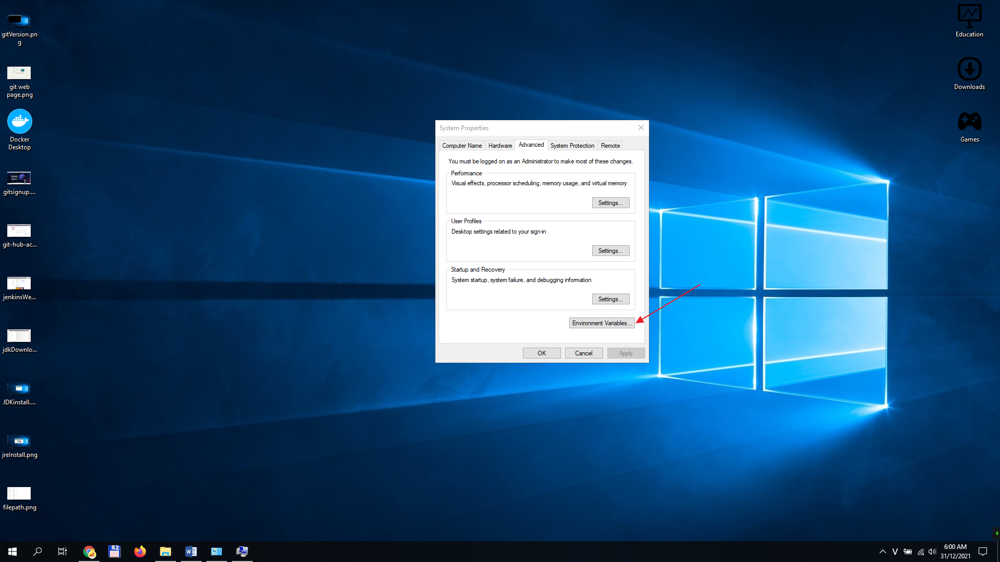 gitVersion.pn
g
git web
page.png
Docker
Desktop
gitsignup....
git-hub-ac...
jenkinsWe...
jdkDownlo...
JDKinstall....
jreInstall.png
filepath.png
System Properties
Computer Name
Hardware
Advanced
System Protection
Remote
You must be logged on as an Administrator to make most of these changes.
Performance
Visual effects, processor scheduling, memory usage, and virtual memory
Settings...
User Profiles
Desktop settings related to your sign-in
Settings...
Startup and Recovery
System startup, system failure, and debugging information
Settings...
Environment Variables...
OK
Cancel
Apply
Education
Downloads
Games
V
6:00 AM
31/12/2021